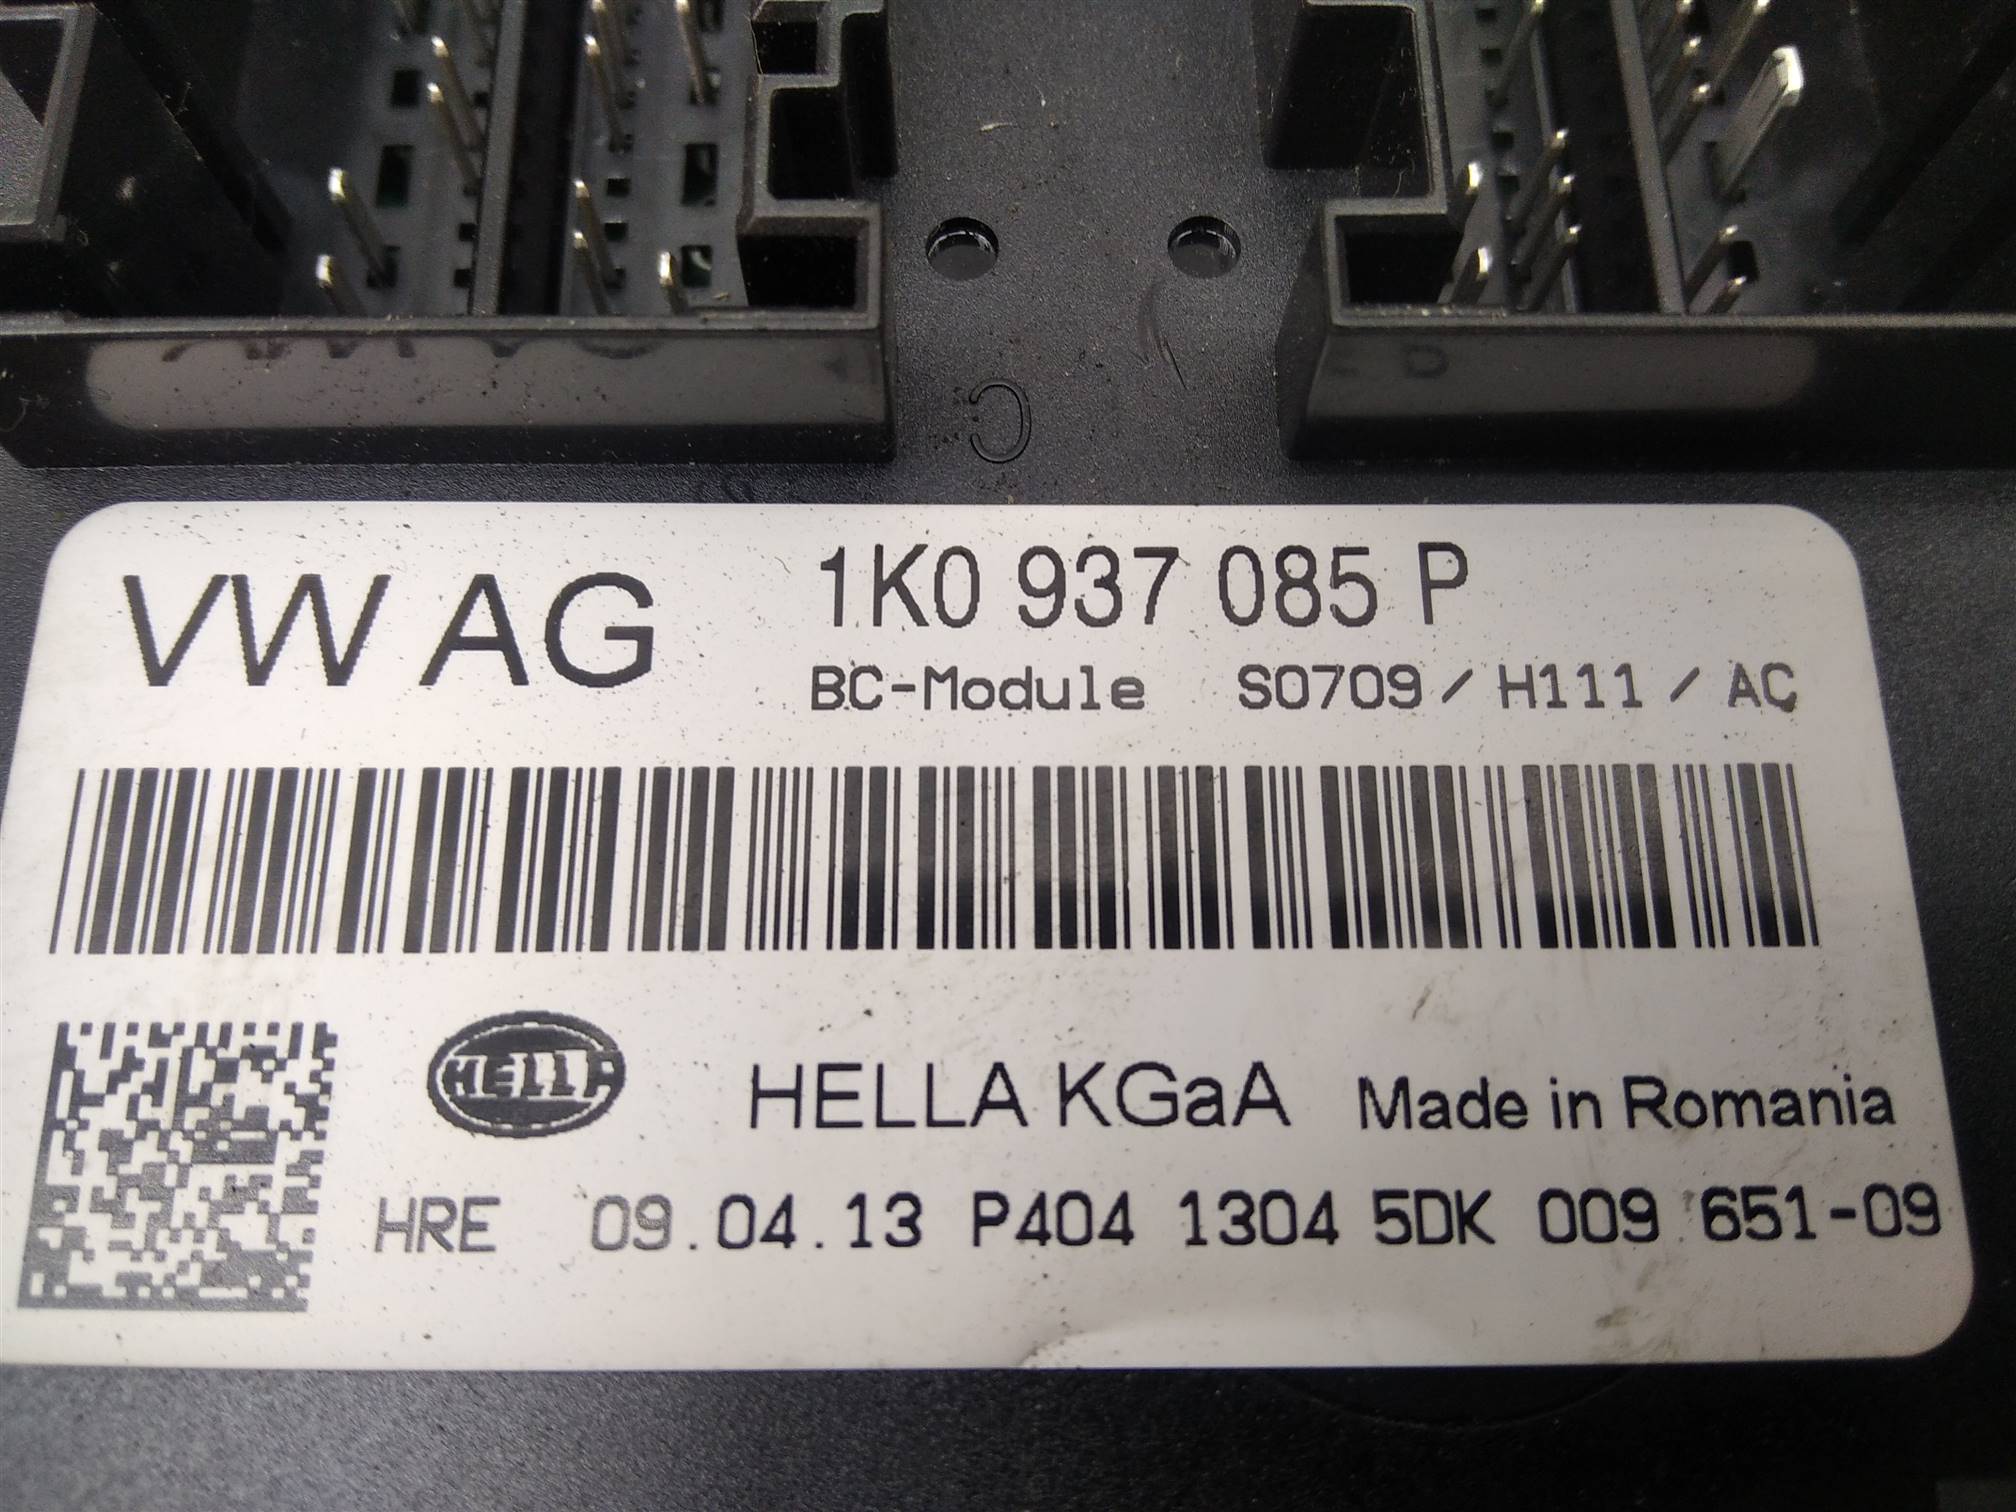 C
D
VW AG 1K0 937 085 P
BC-Module S0709 / H111 / AC
HELLA HELLA KGaA Made in Romania
HRE 09.04.13 P404 1304 5DK 009 651-09